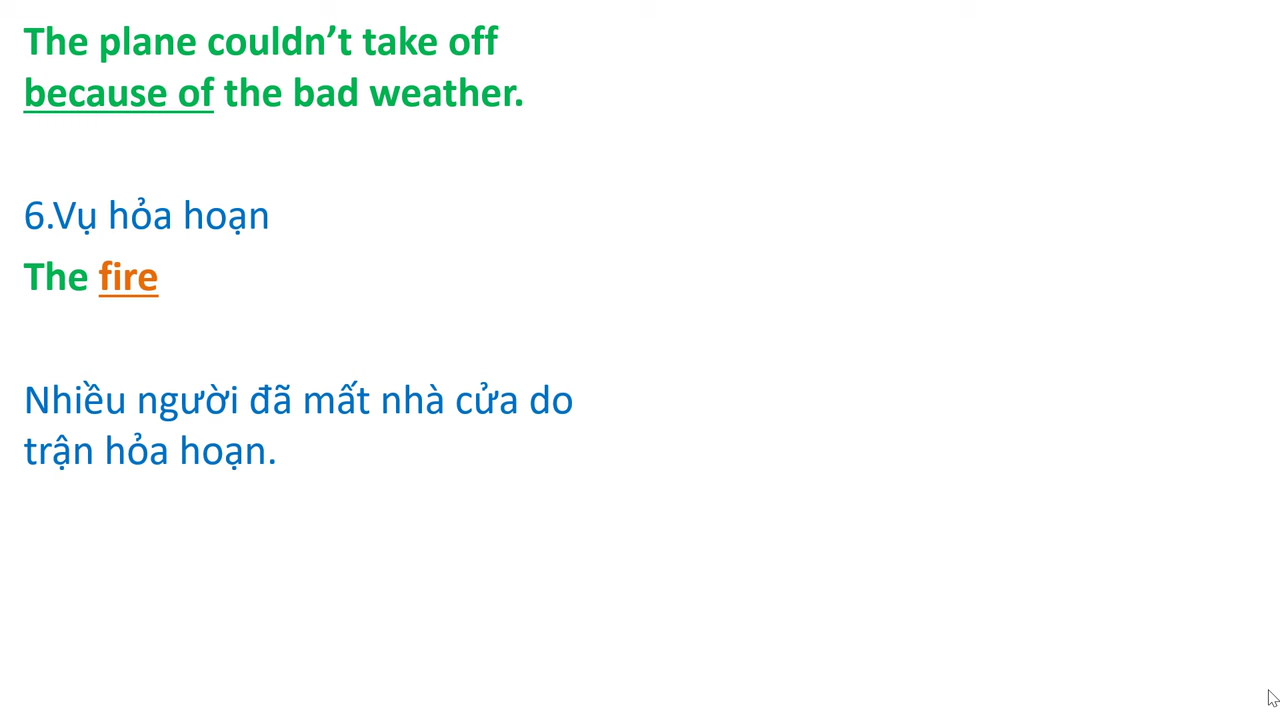 The plane couldn’t take off
because of the bad weather.
6.Vụ hỏa hoạn
The fire
Nhiều người đã mất nhà cửa do
trận hỏa hoạn.